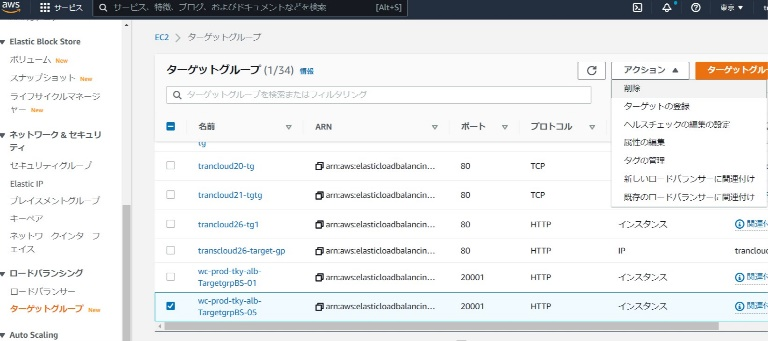 aws
サービス
サービス、特徴、ブログ、およびドキュメントなどを検索
[Alt+S]
東京
Elastic Block Store
ボリューム New
スナップショット New
ライフサイクルマネージ
ャー New
ネットワーク & セキュリ
ティ
セキュリティグループ
Elastic IP
プレイスメントグループ
キーペア
ネットワークインターフ
ェイス
ロードバランシング
ロードバランサー
ターゲットグループ New
Auto Scaling
EC2 > ターゲットグループ
ターゲットグループ (1/34) 情報
アクション
ターゲットグルー
ターゲットグループを検索またはフィルタリング
削除
ターゲットの登録
ヘルスチェックの編集の設定
属性の編集
タグの管理
新しいロードバランサーに関連付け
既存のロードバランサーに関連付け
名前 ARN ポート プロトコル
tg
trancloud20-tg arn:aws:elasticloadbalancin... 80 TCP
trancloud21-tgtg arn:aws:elasticloadbalancin... 80 TCP
trancloud26-tg1 arn:aws:elasticloadbalancin... 80 HTTP インスタンス 関連付
transcloud26-target-gp arn:aws:elasticloadbalancin... 80 HTTP IP trancloud
wc-prod-tky-alb-
TargetgrpBS-01 arn:aws:elasticloadbalancin... 20001 HTTP インスタンス 関連付
wc-prod-tky-alb-
TargetgrpBS-05 arn:aws:elasticloadbalancin... 20001 HTTP インスタンス 関連付